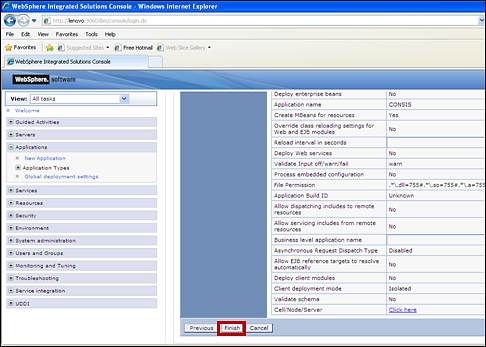 WebSphere Integrated Solutions Console - Windows Internet Explorer
http://lenovo:9060/ibm/console/login.do
File Edit View Favorites Tools Help
Favorites Suggested Sites Free Hotmail Web Slice Gallery
WebSphere Integrated Solutions Console
WebSphere. software
View: All tasks
Welcome
Guided Activities
Servers
Applications
New Application
Application Types
Global deployment settings
Services
Resources
Security
Environment
System administration
Users and Groups
Monitoring and Tuning
Troubleshooting
Service integration
UDDI
Deploy enterprise beans No
Application name CONSIS
Create MBeans for resources Yes
Override class reloading settings for Web and EJB modules No
Reload interval in seconds
Deploy Web services No
Validate Input off/warn/fail warn
Process embedded configuration No
File Permission .*\.dll=755#.*\.so=755#.*\.a=755
Application Build ID Unknown
Allow dispatching includes to remote resources No
Allow servicing includes from remote resources No
Business level application name
Asynchronous Request Dispatch Type Disabled
Allow EJB reference targets to resolve automatically No
Deploy client modules No
Client deployment mode Isolated
Validate schema No
Cell/Node/Server Click here
Previous Finish Cancel